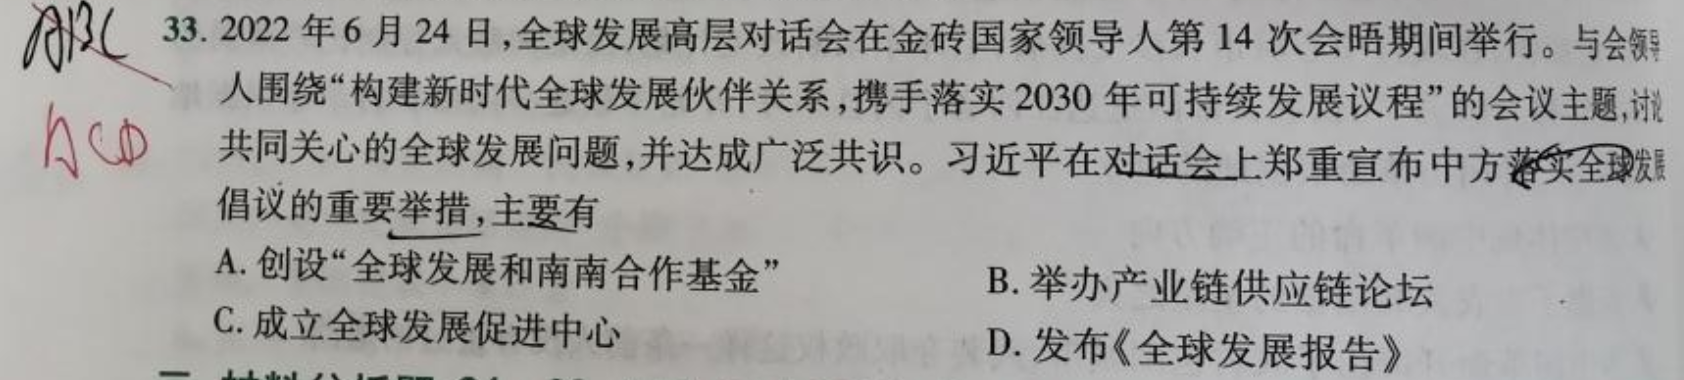 ABC
33. 2022 年 6 月 24 日,全球发展高层对话会在金砖国家领导人第 14 次会晤期间举行。与会领导
人围绕“构建新时代全球发展伙伴关系,携手落实 2030 年可持续发展议程”的会议主题,讨论
ACD
共同关心的全球发展问题,并达成广泛共识。习近平在对话会上郑重宣布中方落实全球发展
倡议的重要举措,主要有
A. 创设“全球发展和南南合作基金”
B. 举办产业链供应链论坛
C. 成立全球发展促进中心
D. 发布《全球发展报告》